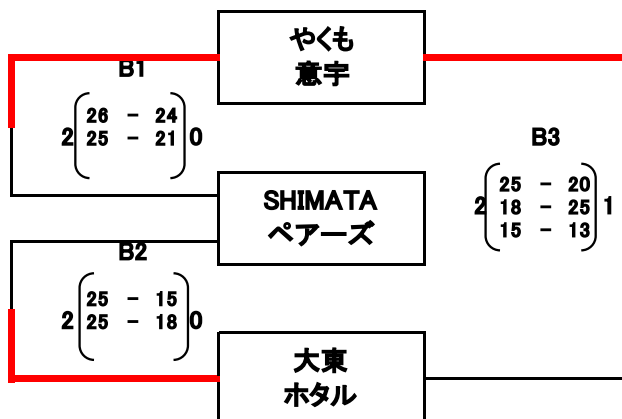 やくも
意宇
B1
26 - 24
2 25 - 21 0
B3
SHIMATA
ペアーズ
25 - 20
2 18 - 25 1
15 - 13
B2
25 - 15
2 25 - 18 0
大東
ホタル